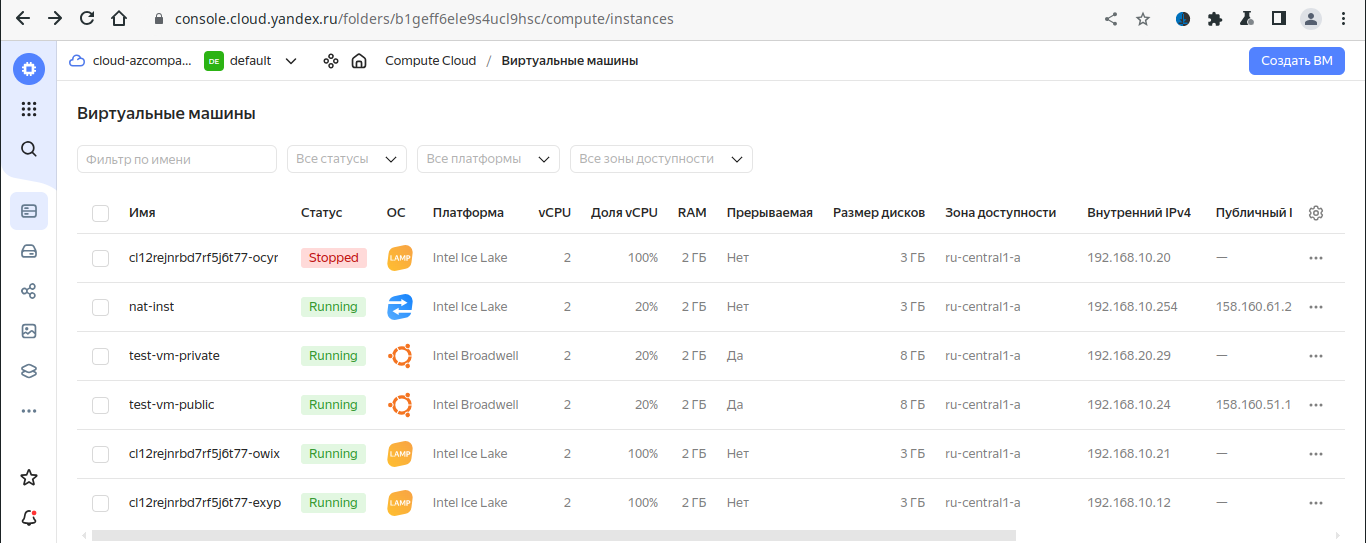 console.cloud.yandex.ru/folders/b1geff6ele9s4ucl9hsc/compute/instances
cloud-azcompa... DE default Compute Cloud / Виртуальные машины Создать ВМ
Виртуальные машины
Фильтр по имени Все статусы Все платформы Все зоны доступности
Имя Статус ОС Платформа vCPU Доля vCPU RAM Прерываемая Размер дисков Зона доступности Внутренний IPv4 Публичный I
cl12rejnrbd7rf5j6t77-ocyr Stopped LAMP Intel Ice Lake 2 100% 2 ГБ Нет 3 ГБ ru-central1-a 192.168.10.20 —
nat-inst Running Intel Ice Lake 2 20% 2 ГБ Нет 3 ГБ ru-central1-a 192.168.10.254 158.160.61.2
test-vm-private Running Intel Broadwell 2 20% 2 ГБ Да 8 ГБ ru-central1-a 192.168.20.29 —
test-vm-public Running Intel Broadwell 2 20% 2 ГБ Да 8 ГБ ru-central1-a 192.168.10.24 158.160.51.1
cl12rejnrbd7rf5j6t77-owix Running LAMP Intel Ice Lake 2 100% 2 ГБ Нет 3 ГБ ru-central1-a 192.168.10.21 —
cl12rejnrbd7rf5j6t77-exyp Running LAMP Intel Ice Lake 2 100% 2 ГБ Нет 3 ГБ ru-central1-a 192.168.10.12 —